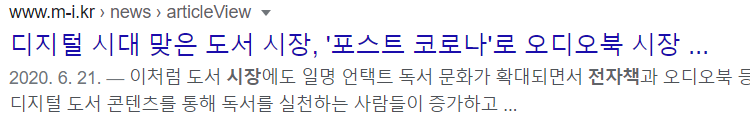 www.m-i.kr › news › articleView
디지털 시대 맞은 도서 시장, '포스트 코로나'로 오디오북 시장 ...
2020. 6. 21. — 이처럼 도서 시장에도 일명 언택트 독서 문화가 확대되면서 전자책과 오디오북 등
디지털 도서 콘텐츠를 통해 독서를 실천하는 사람들이 증가하고 ...